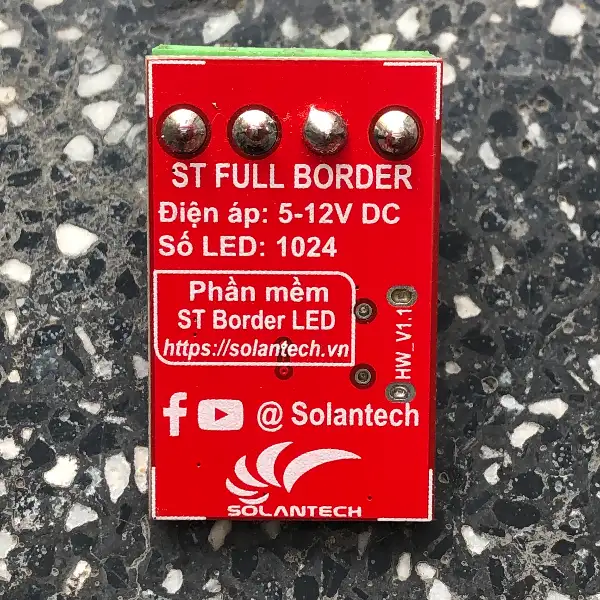 ST FULL BORDER
Điện áp: 5-12V DC
Số LED: 1024
Phần mềm
ST Border LED
https://solantech.vn
HW_V1.1
@ Solantech
SOLANTECH